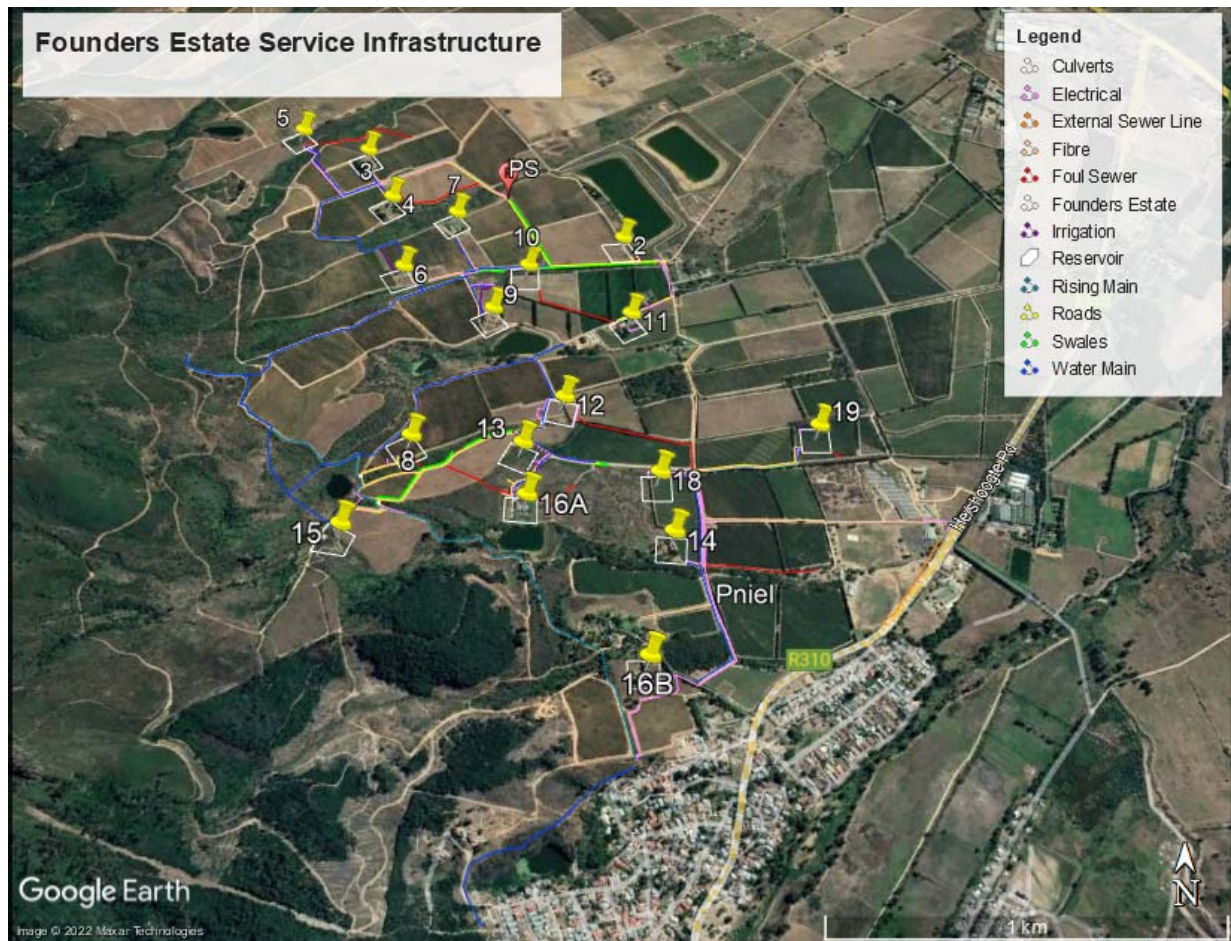 Founders Estate Service Infrastructure
Legend
Culverts
Electrical
External Sewer Line
Fibre
Foul Sewer
Founders Estate
Irrigation
Reservoir
Rising Main
Roads
Swales
Water Main
5
3
4
7
PS
2
10
6
9
11
12
19
13
8
18
16A
15
14
Helshoogte Rd
Pniel
R310
16B
Google Earth
N
1 km
Image © 2022 Maxar Technologies